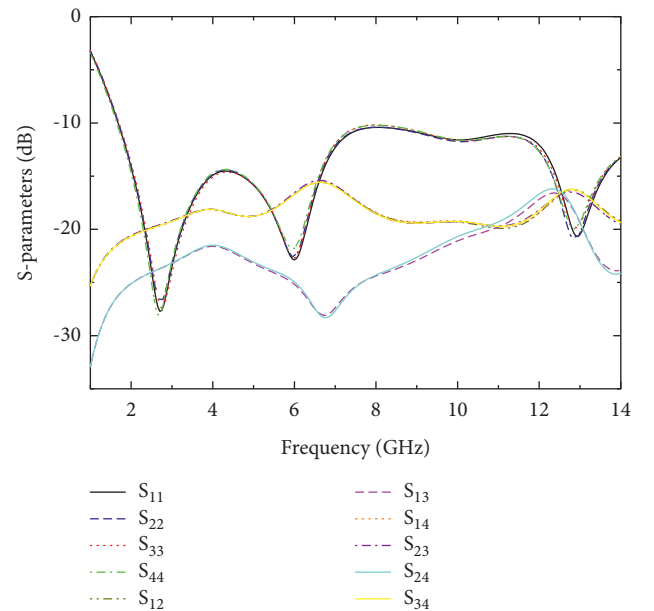 0
-10
-20
-30
S-parameters (dB)
2 4 6 8 10 12 14
Frequency (GHz)
S11
S22
S33
S44
S12
S13
S14
S23
S24
S34